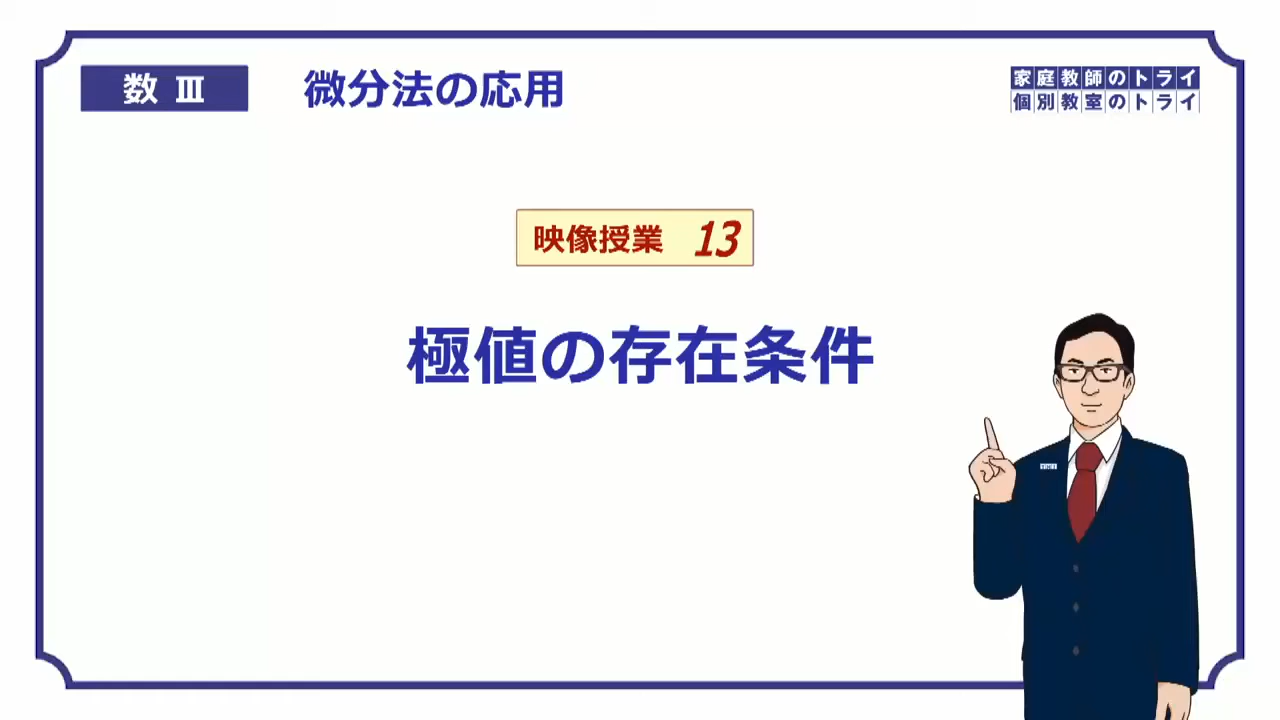 数 Ⅲ
微分法の応用
家庭教師のトライ
個別教室のトライ
映像授業 13
極値の存在条件